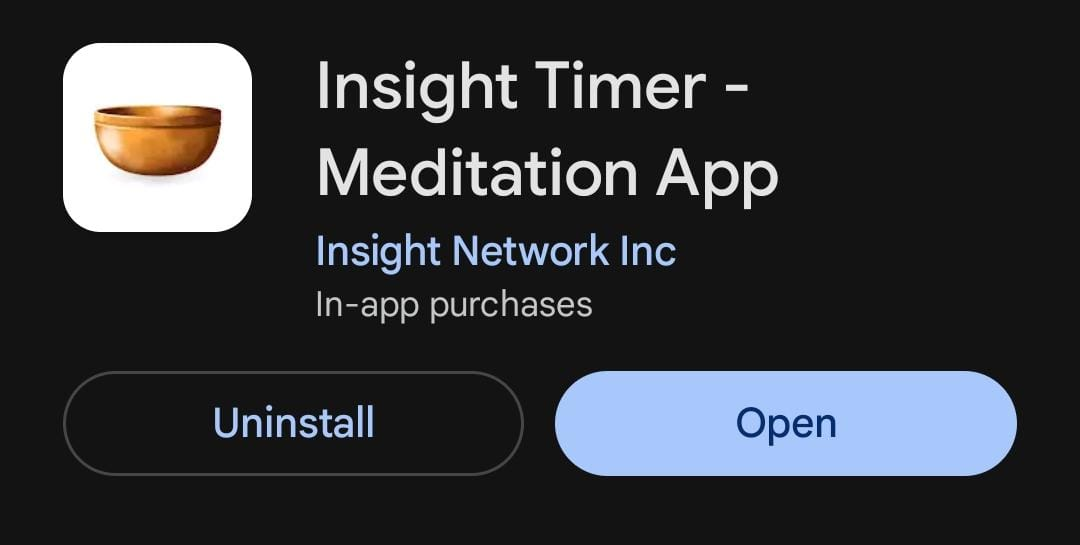 Insight Timer -
Meditation App
Insight Network Inc
In-app purchases
Uninstall
Open